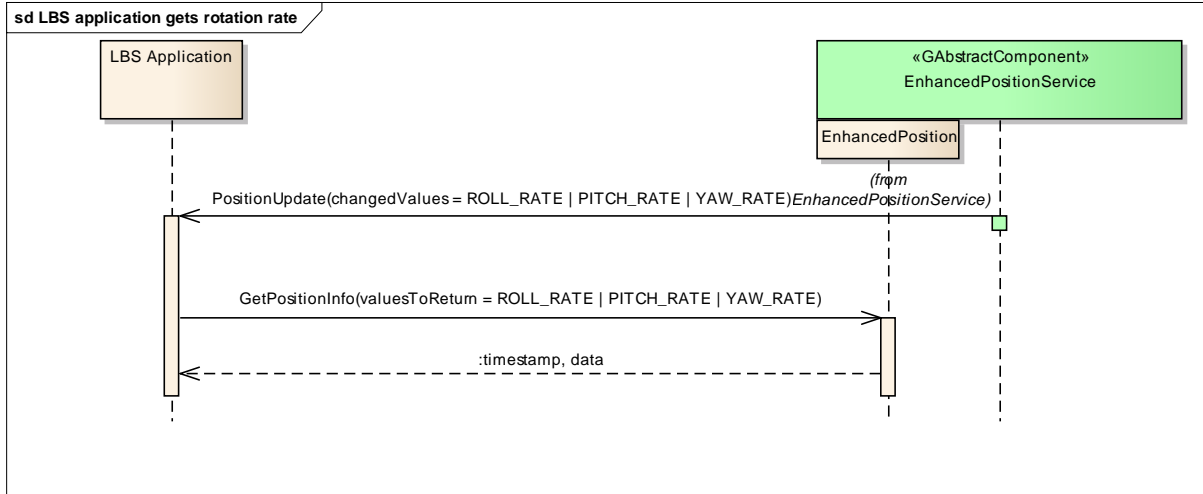 sd LBS application gets rotation rate
LBS Application
«GAbstractComponent»
EnhancedPositionService
EnhancedPosition
(from
EnhancedPositionService)
PositionUpdate(changedValues = ROLL_RATE | PITCH_RATE | YAW_RATE)
GetPositionInfo(valuesToReturn = ROLL_RATE | PITCH_RATE | YAW_RATE)
:timestamp, data